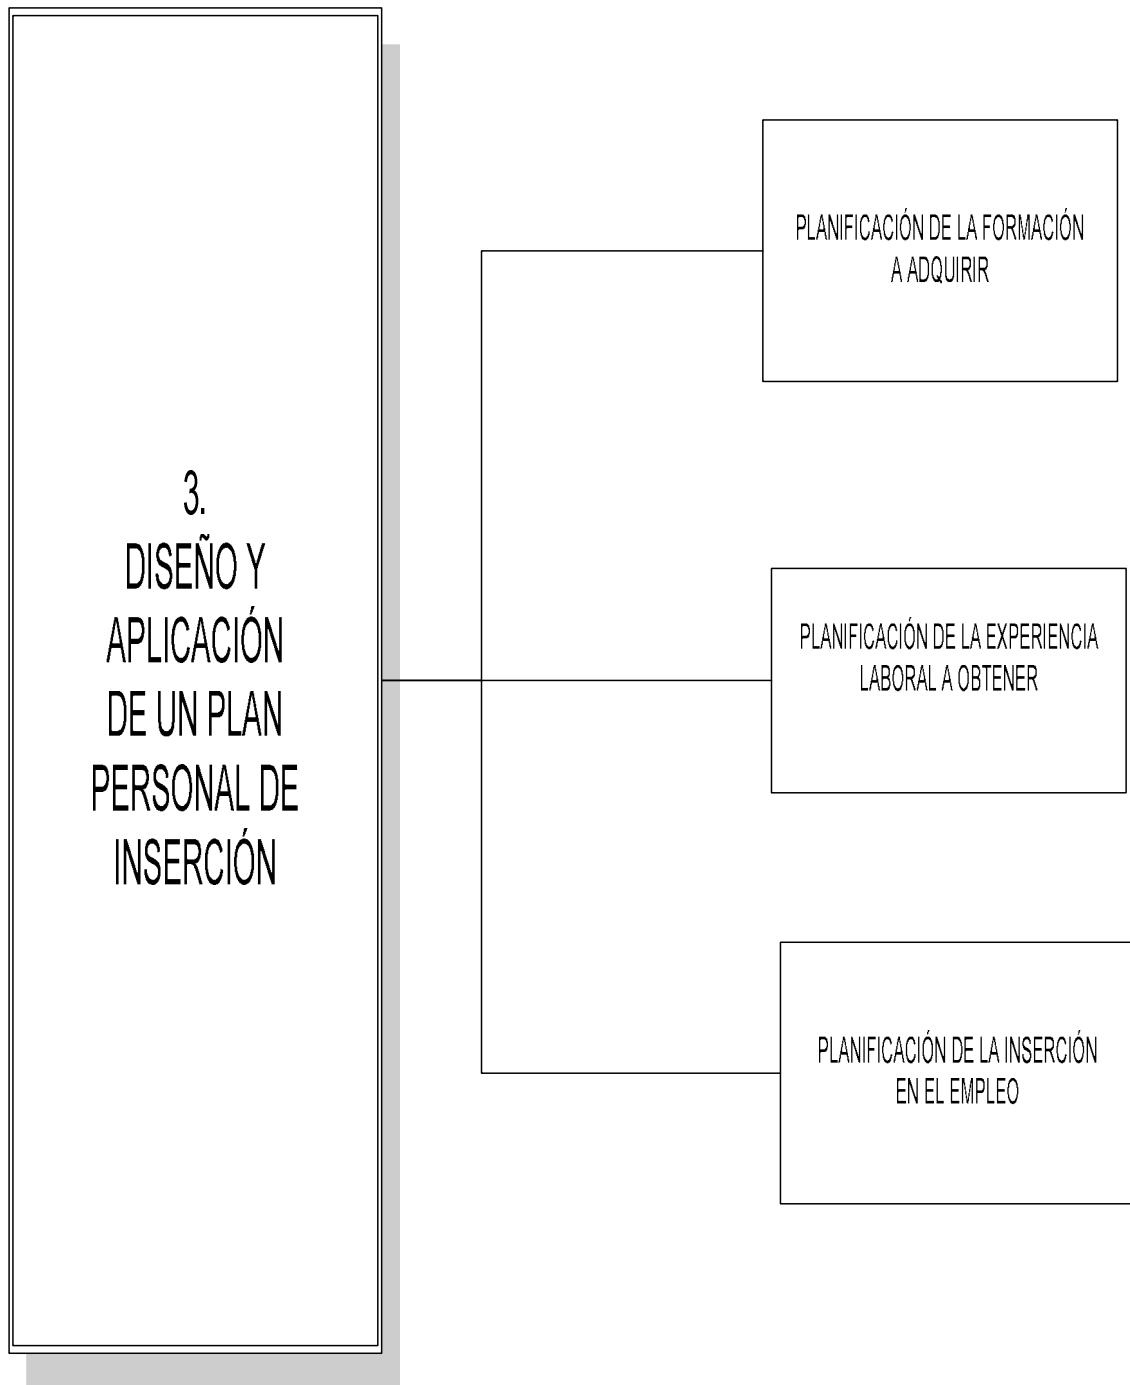 3.
DISEÑO Y
APLICACIÓN
DE UN PLAN
PERSONAL DE
INSERCIÓN
PLANIFICACIÓN DE LA FORMACIÓN
A ADQUIRIR
PLANIFICACIÓN DE LA EXPERIENCIA
LABORAL A OBTENER
PLANIFICACIÓN DE LA INSERCIÓN
EN EL EMPLEO